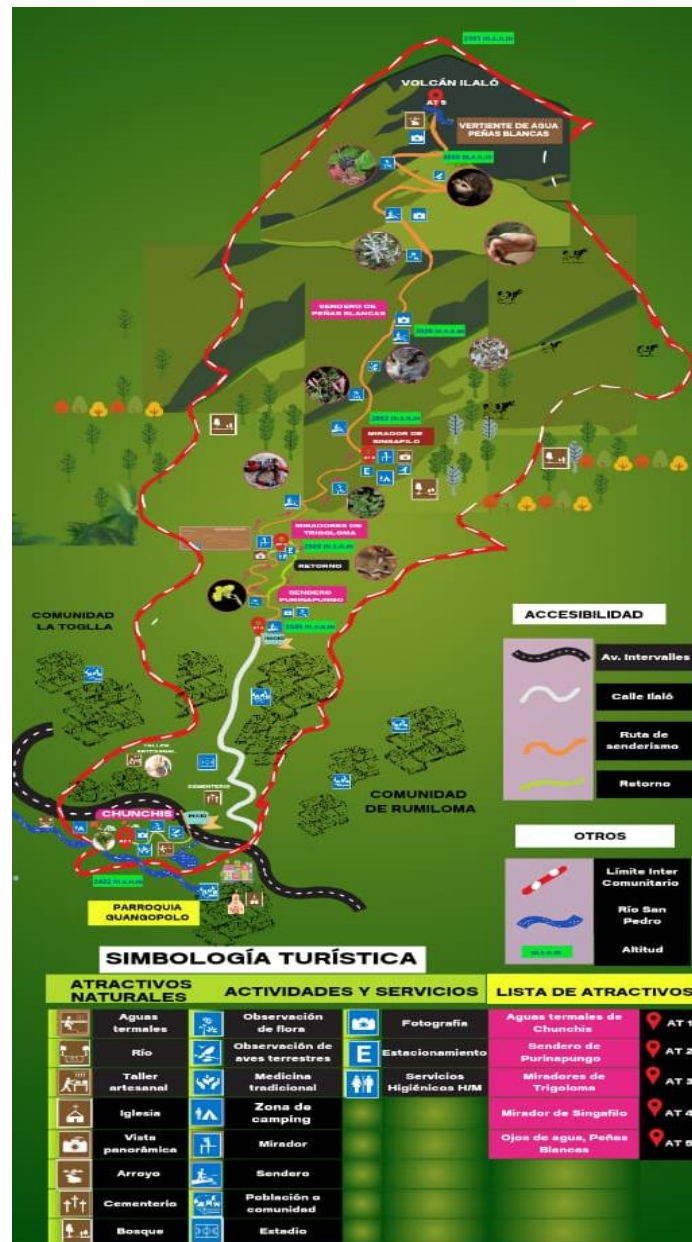 VOLCÁN ILALÓ
AT 5
VERTIENTE DE AGUA
PEÑAS BLANCAS
SENDERO DE
PEÑAS BLANCAS
MIRADOR DE
SINGAFILO
MIRADORES DE
TRIGOLOMA
RETORNO
SENDERO
PURINAPUNGO
INICIO
COMUNIDAD
LA TOGLLA
TALLER
ARTESANAL
CEMENTERIO
COMUNIDAD
DE RUMILOMA
CHUNCHIS
INICIO
PARROQUIA
GUANGOPOLO
ACCESIBILIDAD
Av. Intervalles
Calle Ilaló
Ruta de
senderismo
Retorno
OTROS
Límite Inter
Comunitario
Río San
Pedro
Altitud
SIMBOLOGÍA TURÍSTICA
ATRACTIVOS
NATURALES
ACTIVIDADES Y SERVICIOS
LISTA DE ATRACTIVOS
Aguas
termales
Observación
de flora
Fotografía
Aguas termales de
Chunchis
AT 1
Río
Observación de
aves terrestres
E
Estacionamiento
Sendero de
Purinapungo
AT 2
Taller
artesanal
Medicina
tradicional
Servicios
Higiénicos H/M
Miradores de
Trigoloma
AT 3
Iglesia
Zona de
camping
Mirador de Singafilo
AT 4
Vista
panorámica
Mirador
Ojos de agua, Peñas
Blancas
AT 5
Arroyo
Sendero
Cementerio
Población o
comunidad
Bosque
Estadio